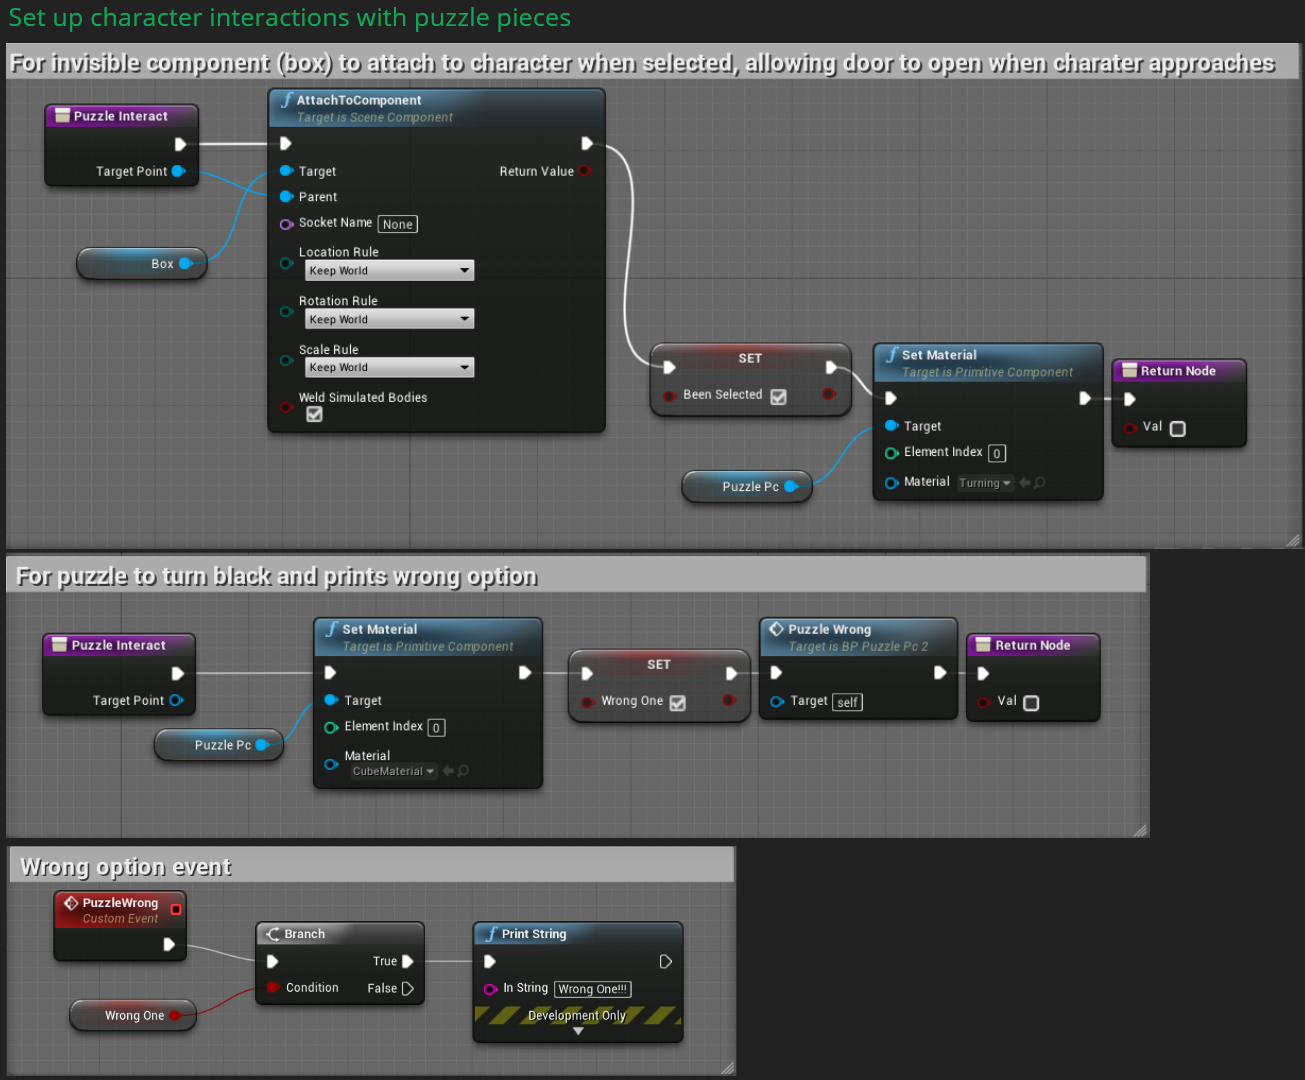 Set up character interactions with puzzle pieces
For invisible component (box) to attach to character when selected, allowing door to open when charater approaches
Puzzle Interact
Target Point
Box
AttachToComponent
Target is Scene Component
Target
Return Value
Parent
Socket Name None
Location Rule
Keep World
Rotation Rule
Keep World
Scale Rule
Keep World
Weld Simulated Bodies
SET
Been Selected
Puzzle Pc
Set Material
Target is Primitive Component
Target
Element Index 0
Material Turning
Return Node
Val
For puzzle to turn black and prints wrong option
Puzzle Interact
Target Point
Puzzle Pc
Set Material
Target is Primitive Component
Target
Element Index 0
Material
CubeMaterial
SET
Wrong One
Puzzle Wrong
Target is BP Puzzle Pc 2
Target self
Return Node
Val
Wrong option event
PuzzleWrong
Custom Event
Wrong One
Branch
True
Condition False
Print String
In String Wrong One!!!
Development Only